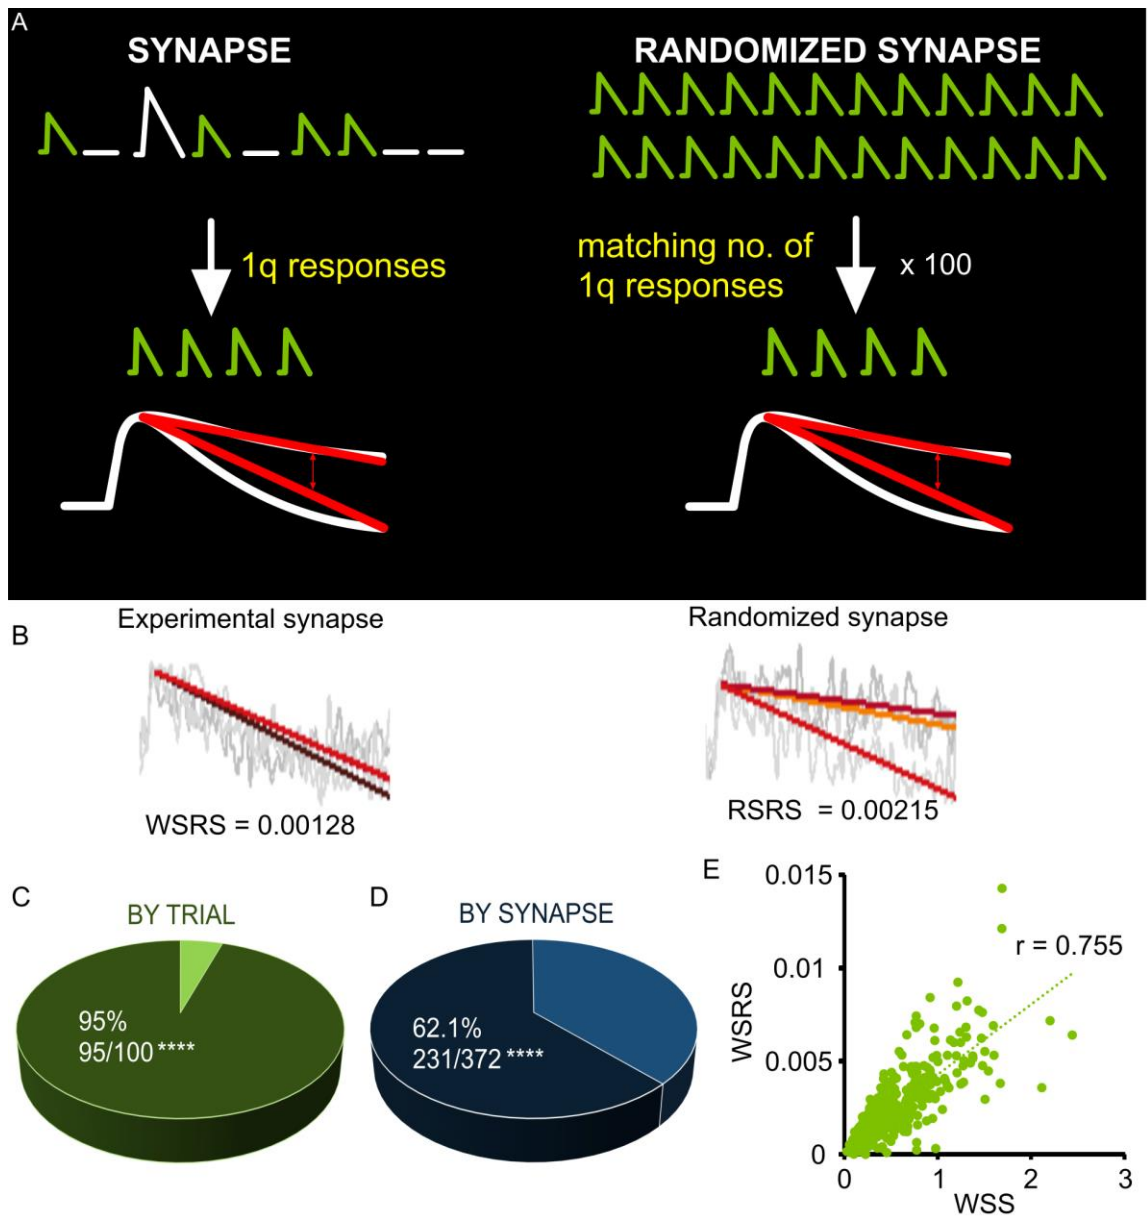 A
SYNAPSE
RANDOMIZED SYNAPSE
1q responses
matching no. of
1q responses
x 100
B
Experimental synapse
Randomized synapse
WSRS = 0.00128
RSRS = 0.00215
C
BY TRIAL
95%
95/100 ****
D
BY SYNAPSE
62.1%
231/372 ****
E
0.015
0.01
0.005
0
WSRS
r = 0.755
0
1
2
3
WSS